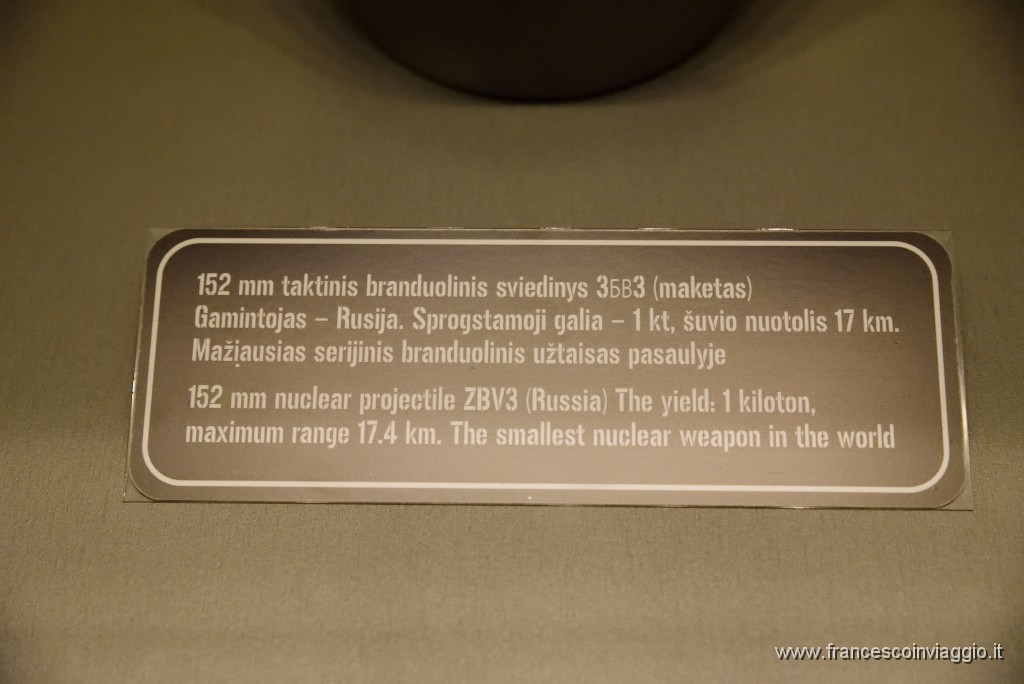 152 mm taktinis branduolinis sviedinys 3БВ3 (maketas)
Gamintojas – Rusija. Sprogstamoji galia – 1 kt, šuvio nuotolis 17 km.
Mažiausias serijinis branduolinis užtaisas pasaulyje
152 mm nuclear projectile ZBV3 (Russia) The yield: 1 kiloton,
maximum range 17.4 km. The smallest nuclear weapon in the world
www.francescoinviaggio.it